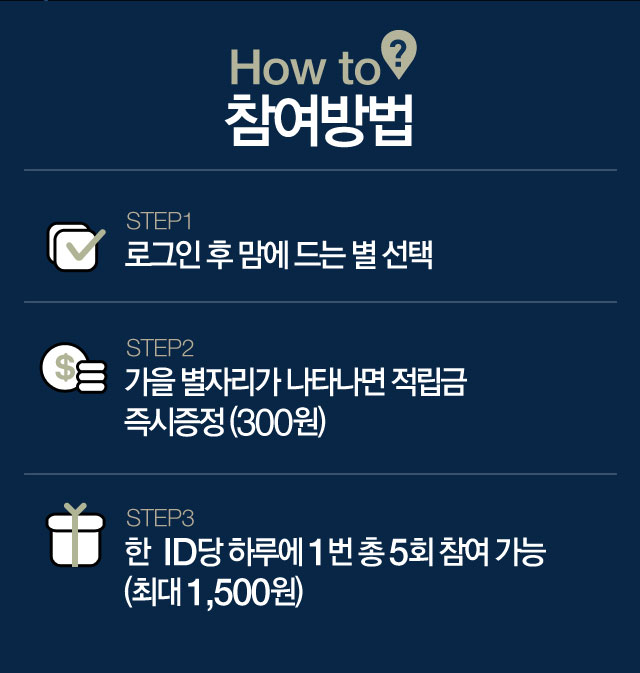 How to ?
참여방법
STEP1
로그인 후 맘에 드는 별 선택
STEP2
$
가을 별자리가 나타나면 적립금
즉시증정 (300원)
STEP3
한 ID당 하루에 1번 총 5회 참여 가능
(최대 1,500원)